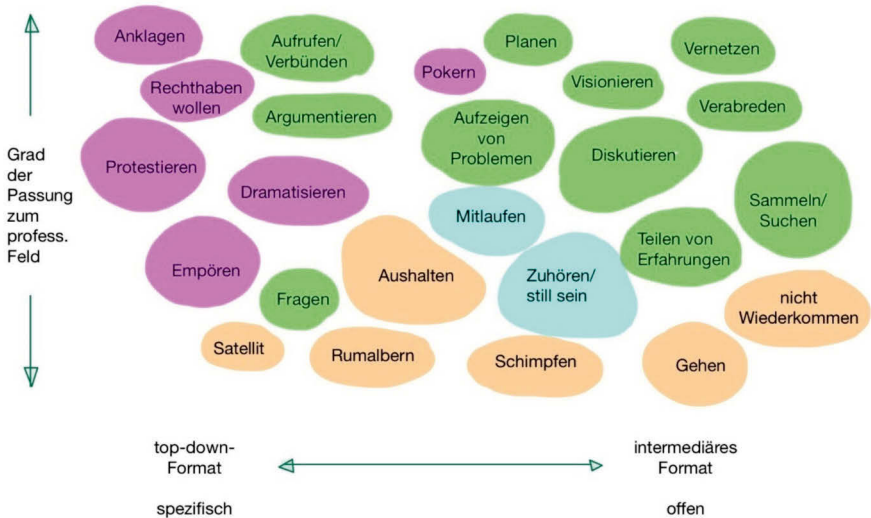 Anklagen
Aufrufen/
Verbünden
Planen
Vernetzen
Pokern
Rechthaben
wollen
Visionieren
Verabreden
Argumentieren
Aufzeigen
von
Problemen
Diskutieren
Grad
der
Passung
zum
profess.
Feld
Protestieren
Dramatisieren
Sammeln/
Suchen
Mitlaufen
Teilen von
Erfahrungen
Empören
Aushalten
Zuhören/
still sein
Fragen
nicht
Wiederkommen
Satellit
Rumalbern
Schimpfen
Gehen
top-down-
Format
intermediäres
Format
spezifisch
offen